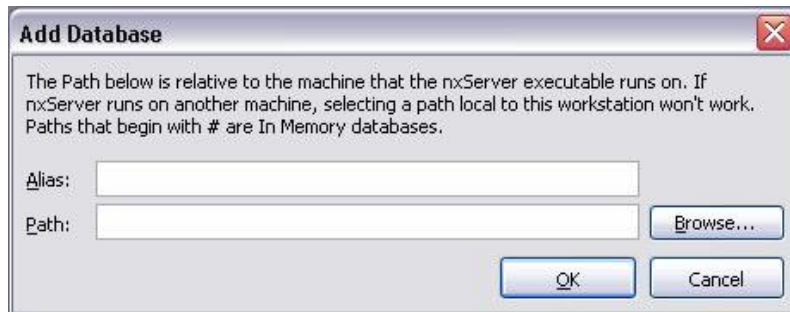 Add Database
The Path below is relative to the machine that the nxServer executable runs on. If
nxServer runs on another machine, selecting a path local to this workstation won't work.
Paths that begin with # are In Memory databases.
Alias:
Path:
Browse...
OK
Cancel